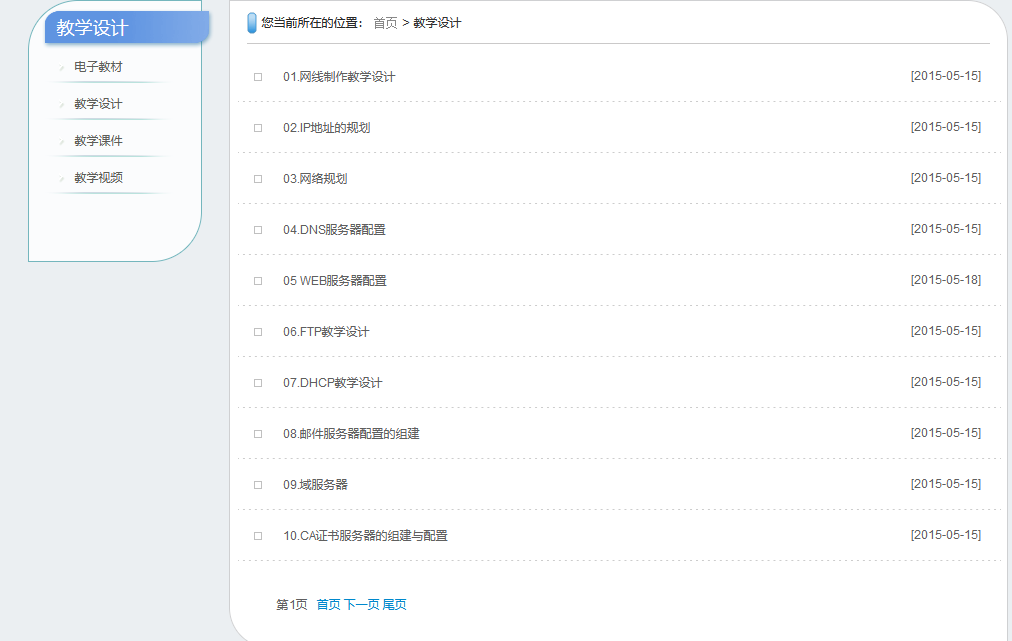 教学设计
电子教材
教学设计
教学课件
教学视频
您当前所在的位置： 首页 > 教学设计
01.网线制作教学设计 [2015-05-15]
02.IP地址的规划 [2015-05-15]
03.网络规划 [2015-05-15]
04.DNS服务器配置 [2015-05-15]
05 WEB服务器配置 [2015-05-18]
06.FTP教学设计 [2015-05-15]
07.DHCP教学设计 [2015-05-15]
08.邮件服务器配置的组建 [2015-05-15]
09.域服务器 [2015-05-15]
10.CA证书服务器的组建与配置 [2015-05-15]
第1页 首页 下一页 尾页